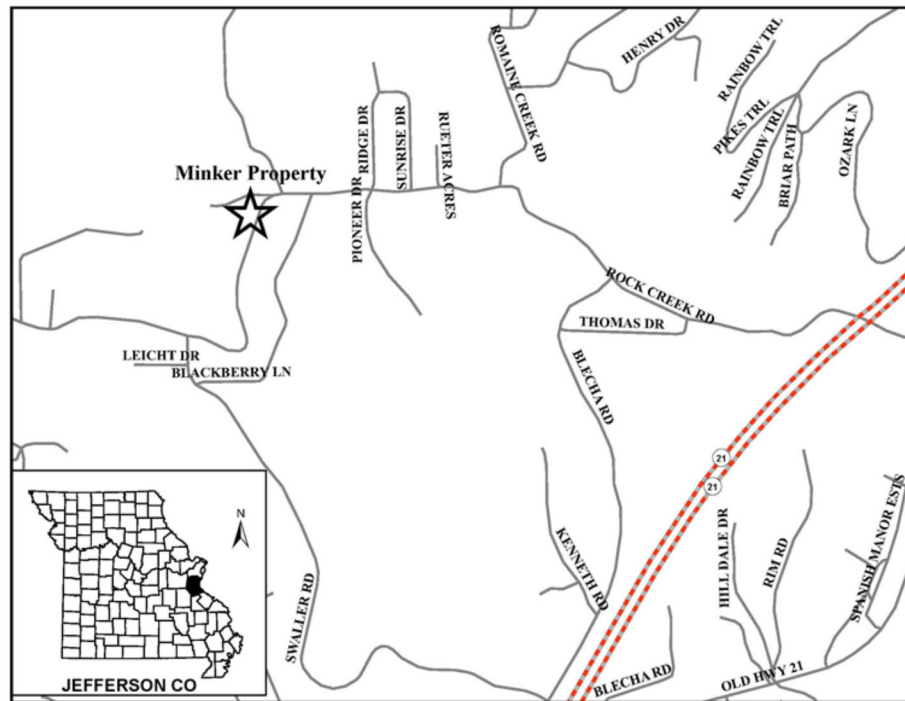 ROMAINE CREEK RD
HENRY DR
RAINBOW TRL
PIKES TRL
RAINBOW TRL
BRIAR PATH
OZARK LN
Minker Property
PIONEER DR
RIDGE DR
SUNRISE DR
RUETER ACRES
ROCK CREEK RD
THOMAS DR
LEICHT DR
BLACKBERRY LN
BLECHA RD
21
21
KENNETH RD
HILL DALE DR
RIM RD
SPANISH MANOR ESTS
SWALLER RD
BLECHA RD
OLD HWY 21
N
JEFFERSON CO